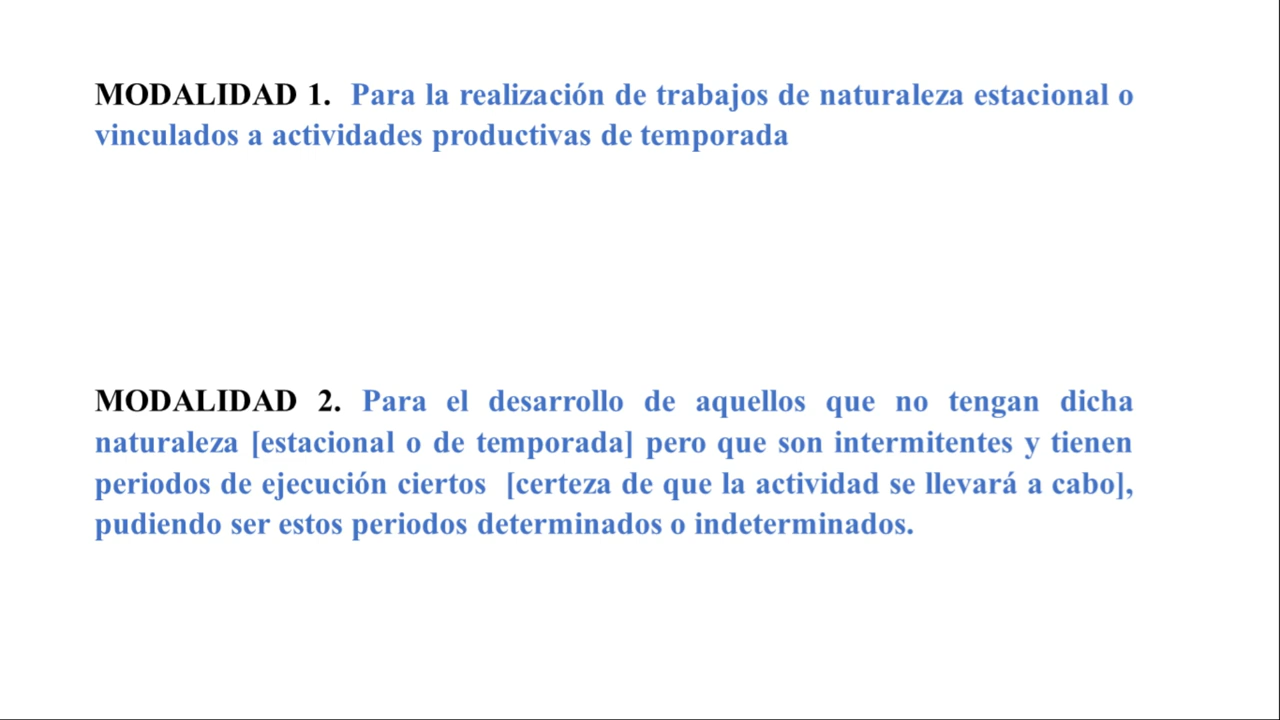 MODALIDAD 1. Para la realización de trabajos de naturaleza estacional o
vinculados a actividades productivas de temporada
MODALIDAD 2. Para el desarrollo de aquellos que no tengan dicha
naturaleza [estacional o de temporada] pero que son intermitentes y tienen
periodos de ejecución ciertos [certeza de que la actividad se llevará a cabo],
pudiendo ser estos periodos determinados o indeterminados.